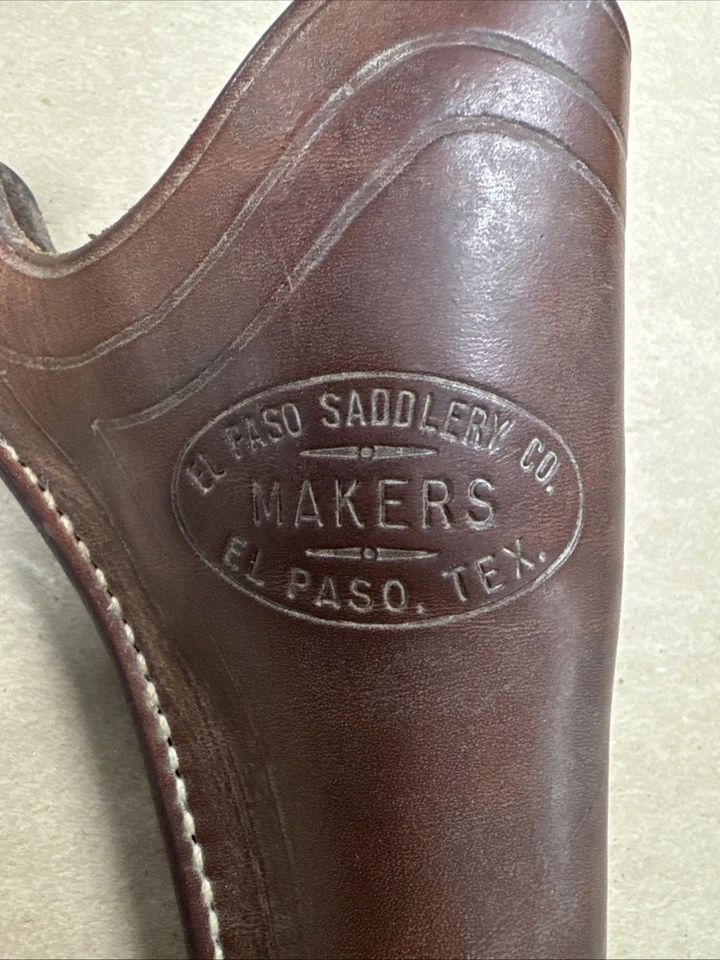 EL PASO SADDLERY CO.
MAKERS
EL PASO, TEX.